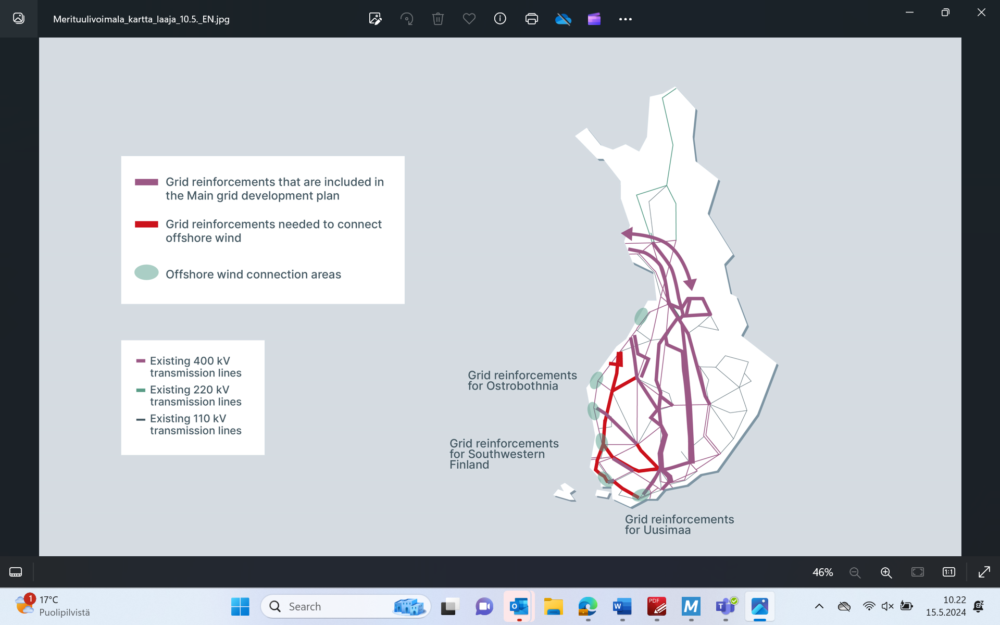 Merituulivoimala_kartta_laaja_10.5._EN.jpg
Grid reinforcements that are included in
the Main grid development plan
Grid reinforcements needed to connect
offshore wind
Offshore wind connection areas
Existing 400 kV
transmission lines
Existing 220 kV
transmission lines
Existing 110 kV
transmission lines
Grid reinforcements
for Ostrobothnia
Grid reinforcements
for Southwestern
Finland
Grid reinforcements
for Uusimaa
46%
1:1
1
17°C
Puolipilvistä
Search
O
W
PDF
M
T
10.22
15.5.2024